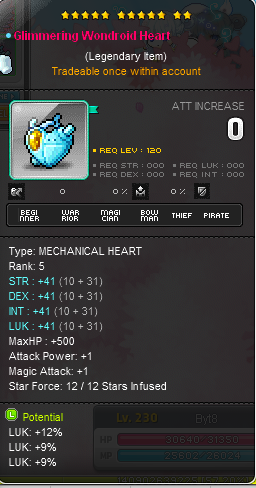 Glimmering Wondroid Heart
(Legendary Item)
Tradeable once within account
ATT INCREASE
0
REQ LEV : 120
REQ STR : 000 REQ LUK : 000
REQ DEX : 000 REQ INT : 000
0 0 %  0 %
BEGINNER WARRIOR MAGICIAN BOWMAN THIEF PIRATE
Type: MECHANICAL HEART
Rank: 5
STR : +41 (10 + 31)
DEX : +41 (10 + 31)
INT : +41 (10 + 31)
LUK : +41 (10 + 31)
MaxHP : +500
Attack Power: +1
Magic Attack: +1
Star Force: 12 / 12 Stars Infused
L Potential
LUK: +12%
LUK: +9%
LUK: +9%
Lv. 230
HP